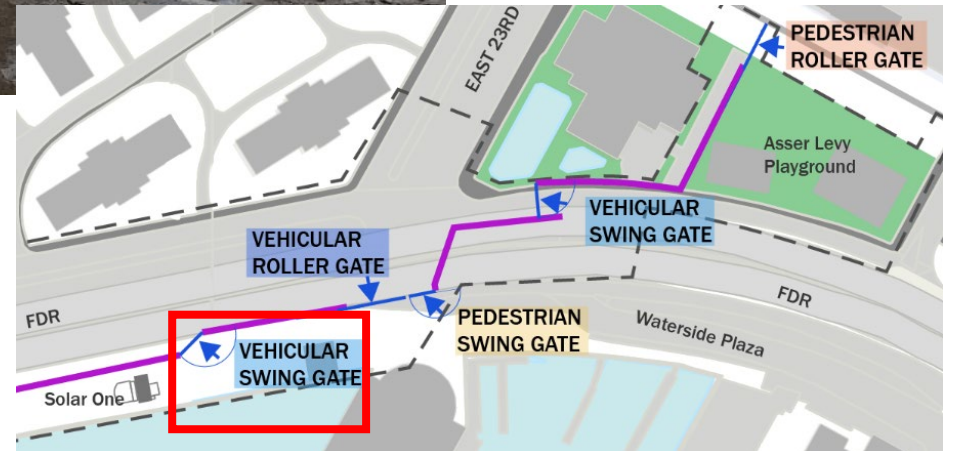 EAST 23RD
PEDESTRIAN
ROLLER GATE
Asser Levy
Playground
VEHICULAR
SWING GATE
VEHICULAR
ROLLER GATE
FDR
FDR
Waterside Plaza
PEDESTRIAN
SWING GATE
VEHICULAR
SWING GATE
Solar One